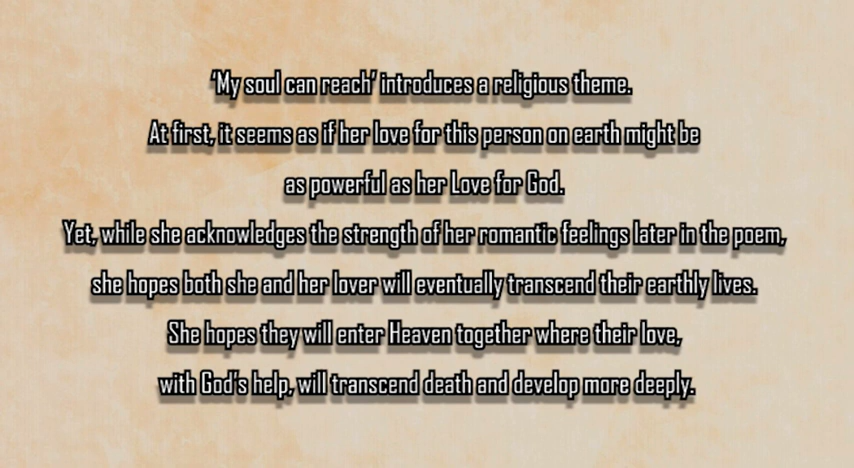 ‘My soul can reach’ introduces a religious theme.
At first, it seems as if her love for this person on earth might be
as powerful as her Love for God.
Yet, while she acknowledges the strength of her romantic feelings later in the poem,
she hopes both she and her lover will eventually transcend their earthly lives.
She hopes they will enter Heaven together where their love,
with God's help, will transcend death and develop more deeply.